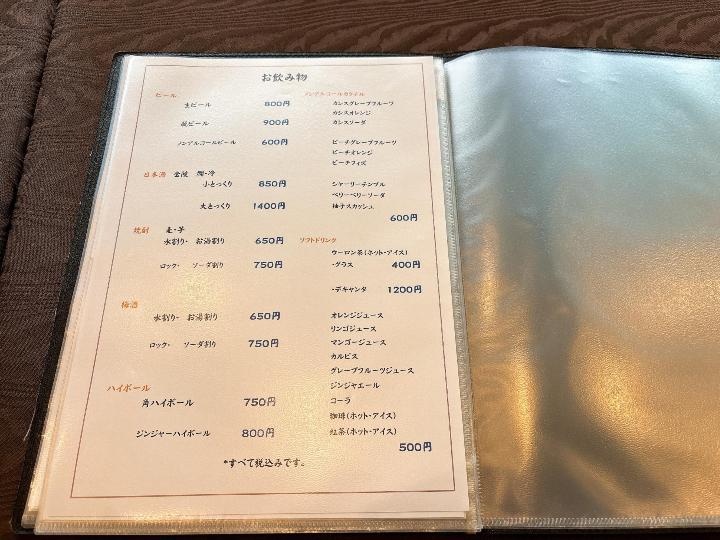 お飲み物
ビール
生ビール 800円
瓶ビール 900円
ノンアルコールビール 600円
日本酒 金陵 燗・冷
小とっくり 850円
大とっくり 1400円
焼酎 麦・芋
水割り・ お湯割り 650円
ロック・ ソーダ割り 750円
梅酒
水割り・ お湯割り 650円
ロック・ ソーダ割り 750円
ハイボール
角ハイボール 750円
ジンジャーハイボール 800円
ノンアルコールカクテル
カシスグレープフルーツ
カシスオレンジ
カシスソーダ
ピーチグレープフルーツ
ピーチオレンジ
ピーチフィズ
シャーリーテンプル
ベリーベリーソーダ
柚子スカッシュ
600円
ソフトドリンク
ウーロン茶(ホット・アイス)
・グラス 400円
・デキャンタ 1200円
オレンジジュース
リンゴジュース
マンゴージュース
カルピス
グレープフルーツジュース
ジンジャエール
コーラ
珈琲(ホット・アイス)
紅茶(ホット・アイス)
500円
*すべて税込みです。